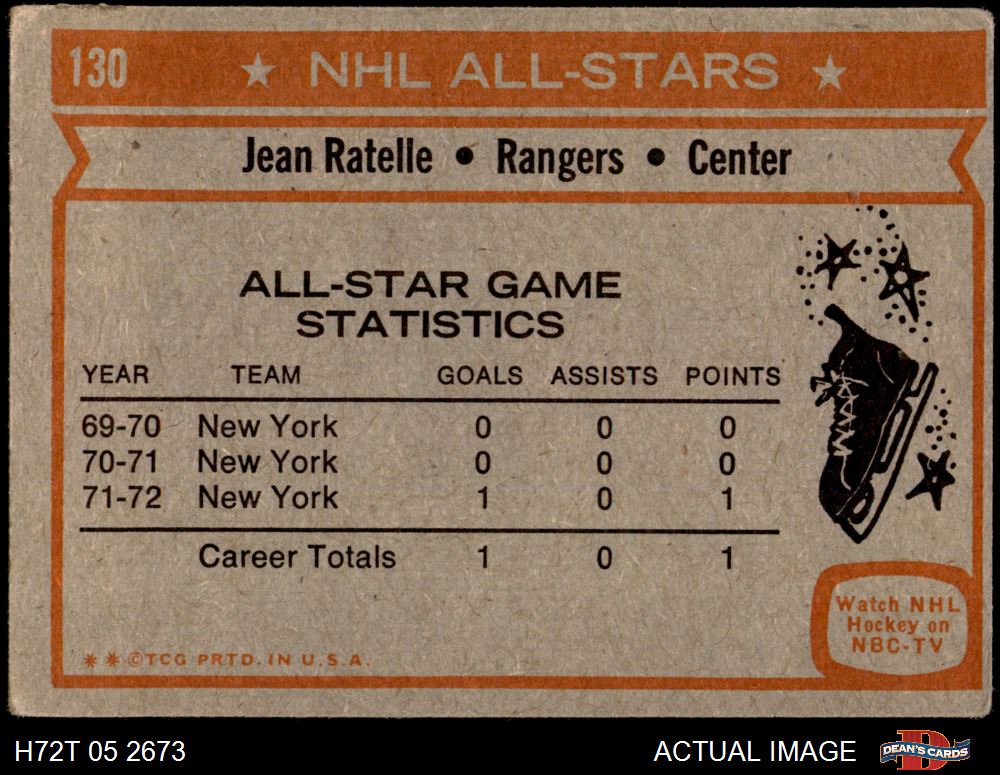 130 ★ NHL ALL-STARS ★
Jean Ratelle • Rangers • Center
ALL-STAR GAME
STATISTICS
YEAR TEAM GOALS ASSISTS POINTS
69-70 New York 0 0 0
70-71 New York 0 0 0
71-72 New York 1 0 1
Career Totals 1 0 1
Watch NHL
Hockey on
NBC-TV
* * ©TCG PRTD. IN U.S.A.
H72T 05 2673 ACTUAL IMAGE D DEAN'S CARDS